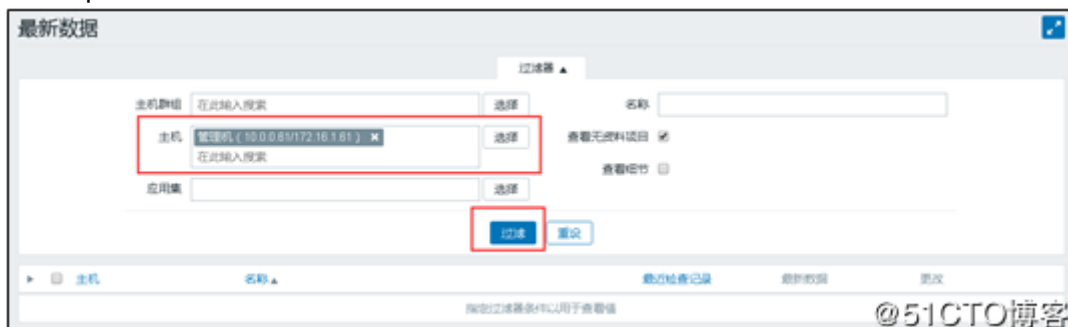 最新数据
过滤器 ▲
主机群组 在此输入搜索 选择 名称
主机 管理机（10.0.0.61/172.16.1.61） × 选择 查看无资料项目
在此输入搜索 查看细节
应用集 选择
过滤 重设
主机 名称▲ 最近检查记录 最新数据 更改
指定过滤器条件以用于查看值
@51CTO博客